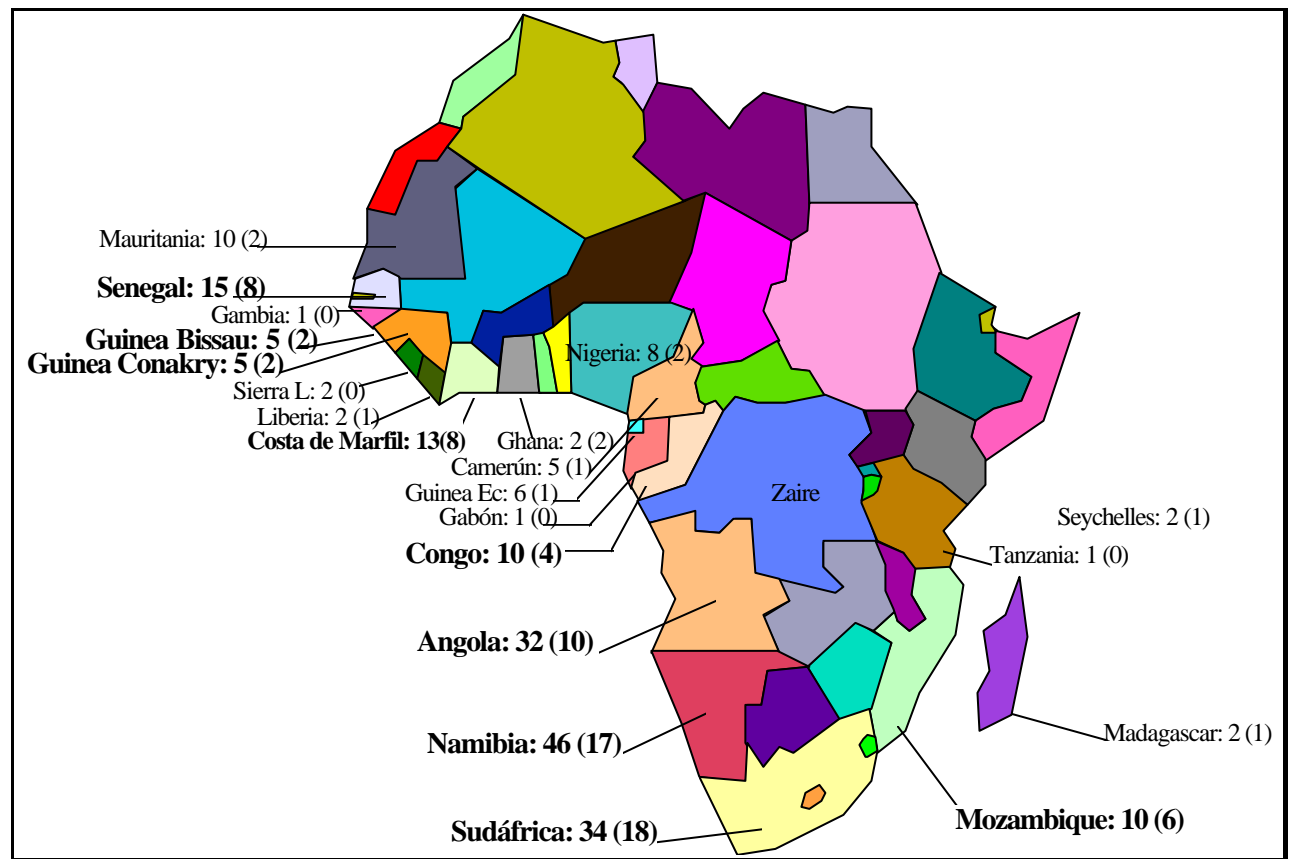 Mauritania: 10 (2)
Senegal: 15 (8)
Gambia: 1 (0)
Guinea Bissau: 5 (2)
Guinea Conakry: 5 (2)
Nigeria: 8 (2)
Sierra L: 2 (0)
Liberia: 2 (1)
Costa de Marfil: 13(8)
Ghana: 2 (2)
Camerún: 5 (1)
Guinea Ec: 6 (1)
Zaire
Gabón: 1 (0)
Seychelles: 2 (1)
Congo: 10 (4)
Tanzania: 1 (0)
Angola: 32 (10)
Namibia: 46 (17)
Madagascar: 2 (1)
Sudáfrica: 34 (18)
Mozambique: 10 (6)